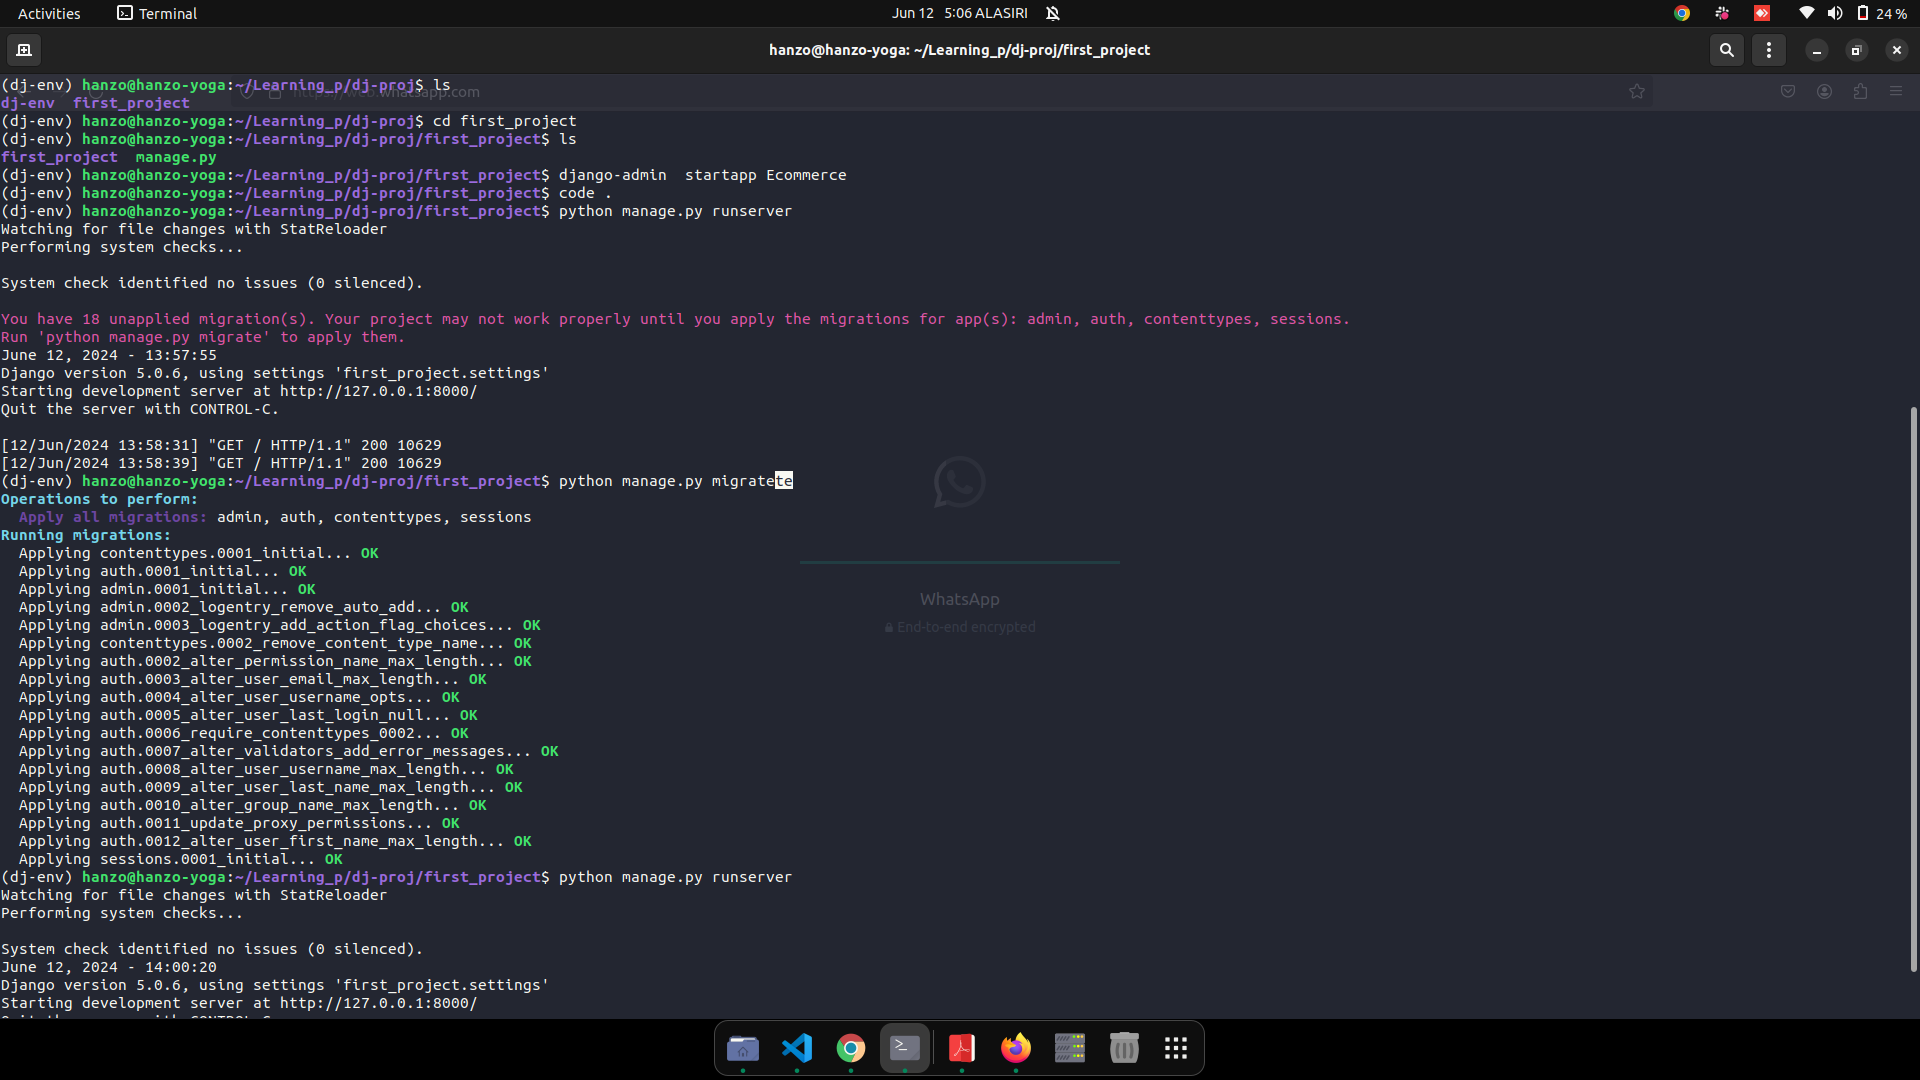 Activities
Terminal
Jun 12 5:06 ALASIRI
24 %
hanzo@hanzo-yoga: ~/Learning_p/dj-proj/first_project
(dj-env) hanzo@hanzo-yoga:~/Learning_p/dj-proj$ ls
dj-env  first_project
(dj-env) hanzo@hanzo-yoga:~/Learning_p/dj-proj$ cd first_project
(dj-env) hanzo@hanzo-yoga:~/Learning_p/dj-proj/first_project$ ls
first_project  manage.py
(dj-env) hanzo@hanzo-yoga:~/Learning_p/dj-proj/first_project$ django-admin  startapp Ecommerce
(dj-env) hanzo@hanzo-yoga:~/Learning_p/dj-proj/first_project$ code .
(dj-env) hanzo@hanzo-yoga:~/Learning_p/dj-proj/first_project$ python manage.py runserver
Watching for file changes with StatReloader
Performing system checks...
System check identified no issues (0 silenced).
You have 18 unapplied migration(s). Your project may not work properly until you apply the migrations for app(s): admin, auth, contenttypes, sessions.
Run 'python manage.py migrate' to apply them.
June 12, 2024 - 13:57:55
Django version 5.0.6, using settings 'first_project.settings'
Starting development server at http://127.0.0.1:8000/
Quit the server with CONTROL-C.
[12/Jun/2024 13:58:31] "GET / HTTP/1.1" 200 10629
[12/Jun/2024 13:58:39] "GET / HTTP/1.1" 200 10629
(dj-env) hanzo@hanzo-yoga:~/Learning_p/dj-proj/first_project$ python manage.py migratete
Operations to perform:
  Apply all migrations: admin, auth, contenttypes, sessions
Running migrations:
  Applying contenttypes.0001_initial... OK
  Applying auth.0001_initial... OK
  Applying admin.0001_initial... OK
  Applying admin.0002_logentry_remove_auto_add... OK
  Applying admin.0003_logentry_add_action_flag_choices... OK
  Applying contenttypes.0002_remove_content_type_name... OK
  Applying auth.0002_alter_permission_name_max_length... OK
  Applying auth.0003_alter_user_email_max_length... OK
  Applying auth.0004_alter_user_username_opts... OK
  Applying auth.0005_alter_user_last_login_null... OK
  Applying auth.0006_require_contenttypes_0002... OK
  Applying auth.0007_alter_validators_add_error_messages... OK
  Applying auth.0008_alter_user_username_max_length... OK
  Applying auth.0009_alter_user_last_name_max_length... OK
  Applying auth.0010_alter_group_name_max_length... OK
  Applying auth.0011_update_proxy_permissions... OK
  Applying auth.0012_alter_user_first_name_max_length... OK
  Applying sessions.0001_initial... OK
(dj-env) hanzo@hanzo-yoga:~/Learning_p/dj-proj/first_project$ python manage.py runserver
Watching for file changes with StatReloader
Performing system checks...
System check identified no issues (0 silenced).
June 12, 2024 - 14:00:20
Django version 5.0.6, using settings 'first_project.settings'
Starting development server at http://127.0.0.1:8000/
WhatsApp
End-to-end encrypted